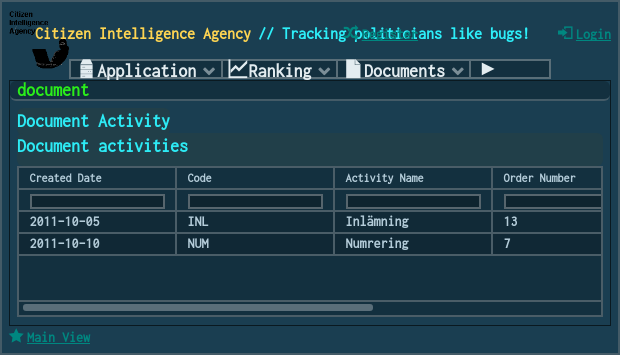 Citizen
Intelligence
Agency
Citizen Intelligence Agency // Tracking politicians like bugs!
Login
Application
Ranking
Documents
document
Document Activity
Document activities
Created Date Code Activity Name Order Number
2011-10-05 INL Inlämning 13
2011-10-10 NUM Numrering 7
Main View